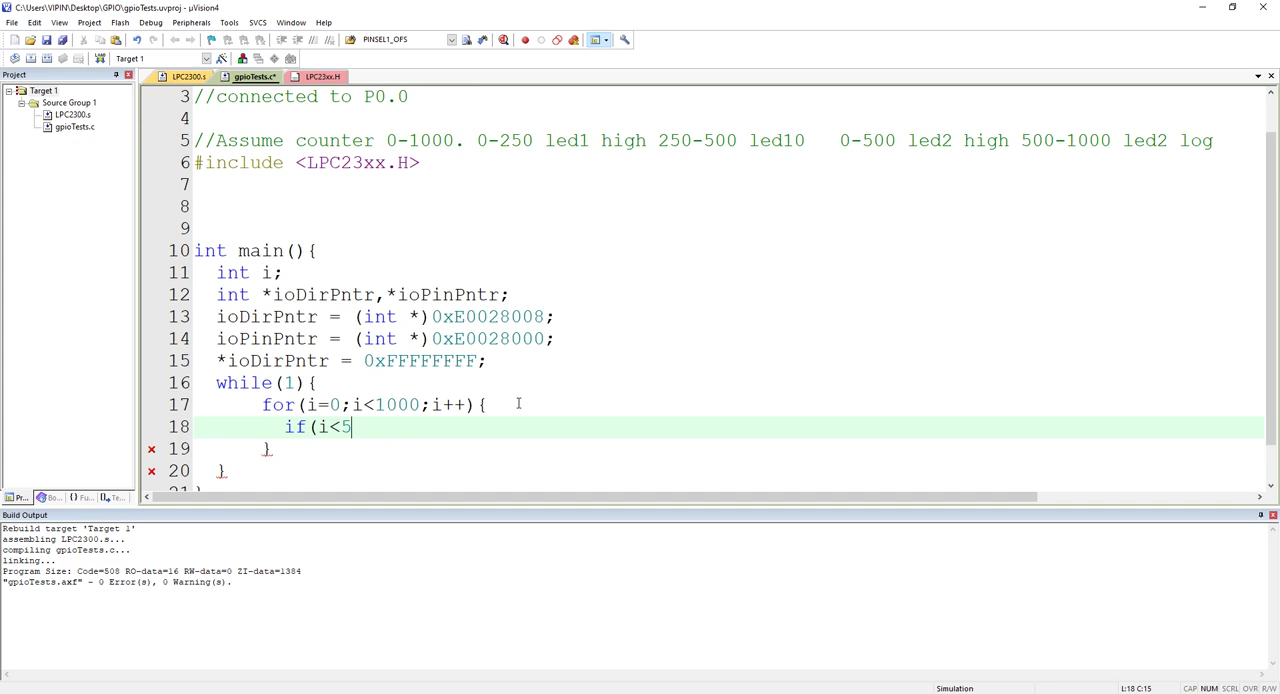 C:\Users\VIPIN\Desktop\GPIO\gpioTests.uvproj - µVision4
File Edit View Project Flash Debug Peripherals Tools SVCS Window Help
PINSEL1_OFS
Target 1
Project
LPC2300.s gpioTests.c* LPC23xx.H
Target 1
Source Group 1
LPC2300.s
gpioTests.c
3 //connected to P0.0
4
5 //Assume counter 0-1000. 0-250 led1 high 250-500 led10   0-500 led2 high 500-1000 led2 log
6 #include <LPC23xx.H>
7
8
9
10 int main(){
11   int i;
12   int *ioDirPntr,*ioPinPntr;
13   ioDirPntr = (int *)0xE0028008;
14   ioPinPntr = (int *)0xE0028000;
15   *ioDirPntr = 0xFFFFFFFF;
16   while(1){
17       for(i=0;i<1000;i++){
18         if(i<5
19       }
20   }
21 }
Pr... Bo... {} Fu... Te...
Build Output
Rebuild target 'Target 1'
assembling LPC2300.s...
compiling gpioTests.c...
linking...
Program Size: Code=508 RO-data=16 RW-data=0 ZI-data=1384
"gpioTests.axf" - 0 Error(s), 0 Warning(s).
Simulation L:18 C:15 CAP NUM SCRL OVR R/W